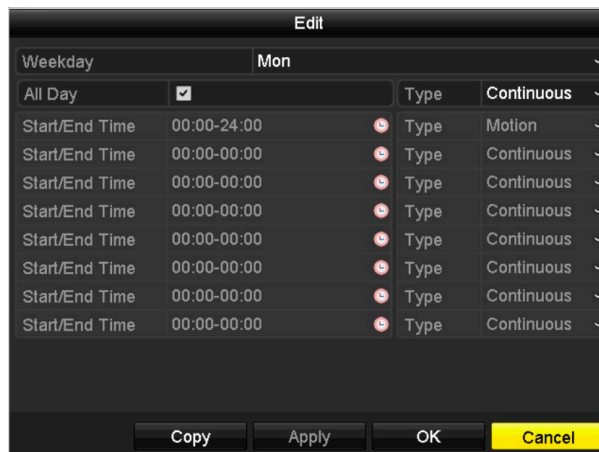 Edit
Weekday Mon
All Day Type Continuous
Start/End Time 00:00-24:00 Type Motion
Start/End Time 00:00-00:00 Type Continuous
Start/End Time 00:00-00:00 Type Continuous
Start/End Time 00:00-00:00 Type Continuous
Start/End Time 00:00-00:00 Type Continuous
Start/End Time 00:00-00:00 Type Continuous
Start/End Time 00:00-00:00 Type Continuous
Start/End Time 00:00-00:00 Type Continuous
Copy Apply OK Cancel